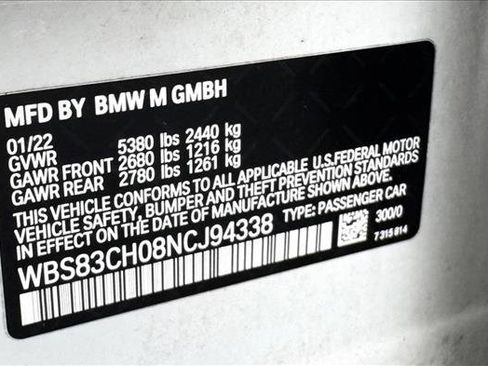 MFD BY BMW M GMBH
01/22
GVWR 5380 lbs 2440 kg
GAWR FRONT 2680 lbs 1216 kg
GAWR REAR 2780 lbs 1261 kg
THIS VEHICLE CONFORMS TO ALL APPLICABLE U.S.FEDERAL MOTOR
VEHICLE SAFETY, BUMPER AND THEFT PREVENTION STANDARDS
IN EFFECT ON THE DATE OF MANUFACTURE SHOWN ABOVE.
WBS83CH08NCJ94338 TYPE: PASSENGER CAR
300/0
7 315 814